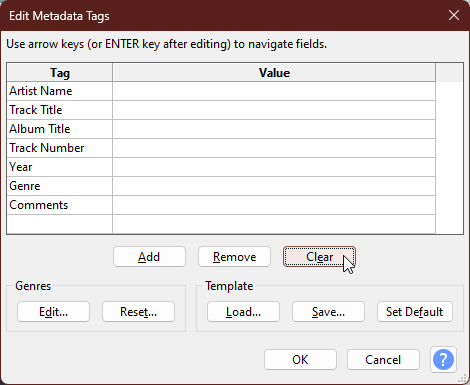 Edit Metadata Tags
Use arrow keys (or ENTER key after editing) to navigate fields.
Tag Value
Artist Name
Track Title
Album Title
Track Number
Year
Genre
Comments
Add Remove Clear
Genres Template
Edit... Reset... Load... Save... Set Default
OK Cancel ?